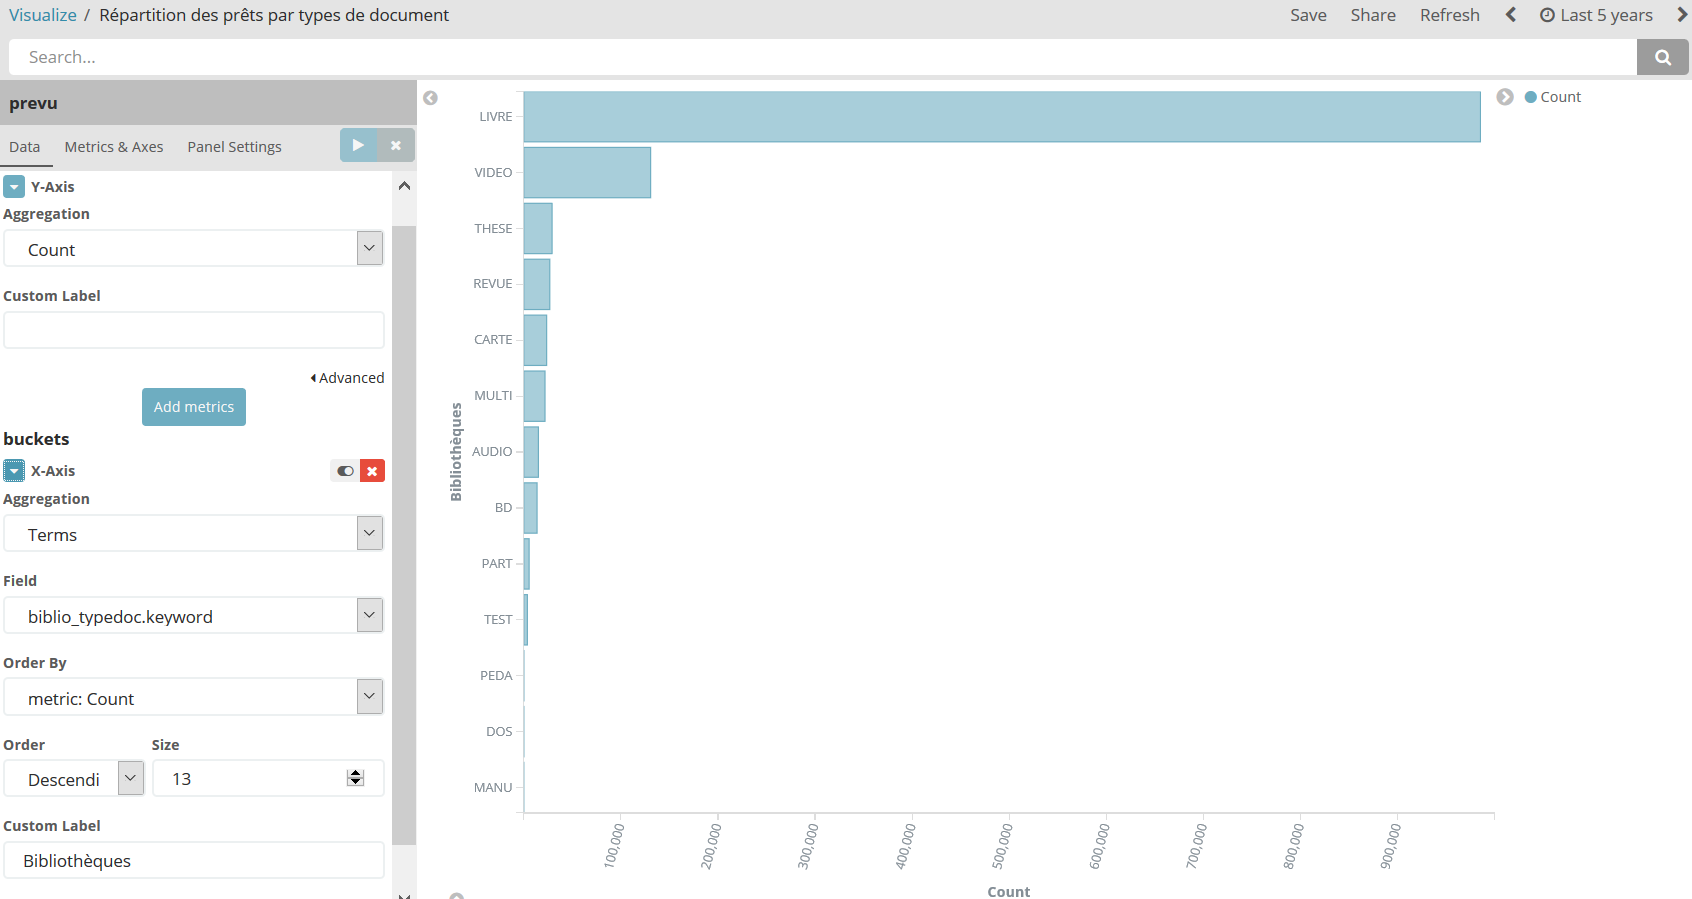 Visualize / Répartition des prêts par types de document
Save Share Refresh Last 5 years
Search...
prevu
Data Metrics & Axes Panel Settings
Y-Axis
Aggregation
Count
Custom Label
Advanced
Add metrics
buckets
X-Axis
Aggregation
Terms
Field
biblio_typedoc.keyword
Order By
metric: Count
Order Size
Descendi 13
Custom Label
Bibliothèques
Bibliothèques
LIVRE
VIDEO
THESE
REVUE
CARTE
MULTI
AUDIO
BD
PART
TEST
PEDA
DOS
MANU
100,000 200,000 300,000 400,000 500,000 600,000 700,000 800,000 900,000
Count
Count